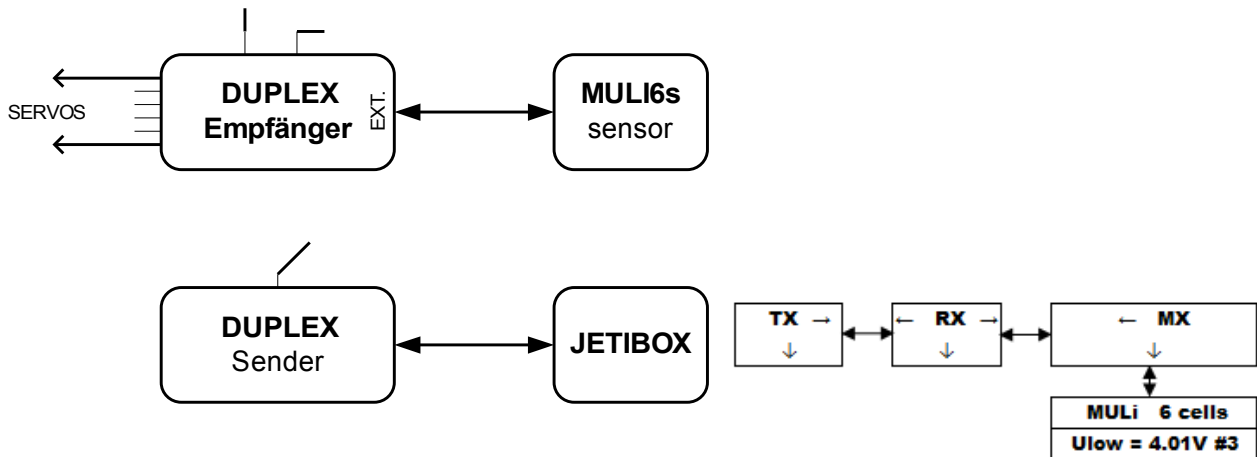 SERVOS
DUPLEX
Empfänger
EXT.
MULI6s
sensor
DUPLEX
Sender
JETIBOX
TX →
↓
← RX →
↓
← MX
↓
MULi 6 cells
Ulow = 4.01V #3